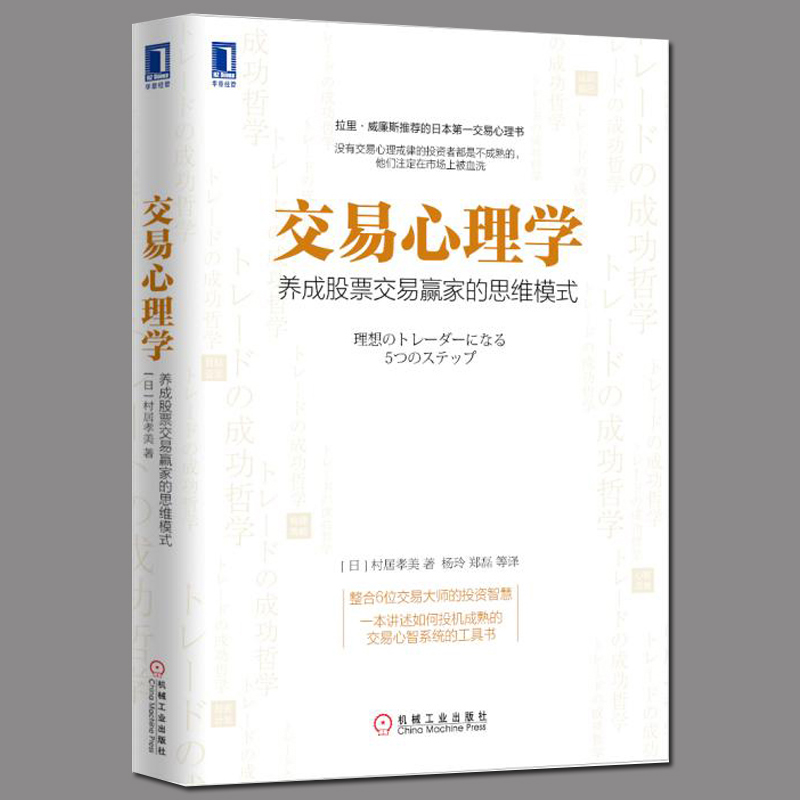 华章经管
交易心理学
养成股票交易赢家的思维模式
[日]村居孝美 著
机械工业出版社
China Machine Press
华章经管
拉里·威廉斯推荐的日本第一交易心理书
没有交易心理戒律的投资者都是不成熟的,
他们注定在市场上被血洗
交易心理学
养成股票交易赢家的思维模式
理想のトレーダーになる
5つのステップ
[日]村居孝美 著 杨玲 郑磊 等译
整合6位交易大师的投资智慧
一本讲述如何投机成熟的
交易心智系统的工具书
机械工业出版社
China Machine Press
トレードの成功哲学